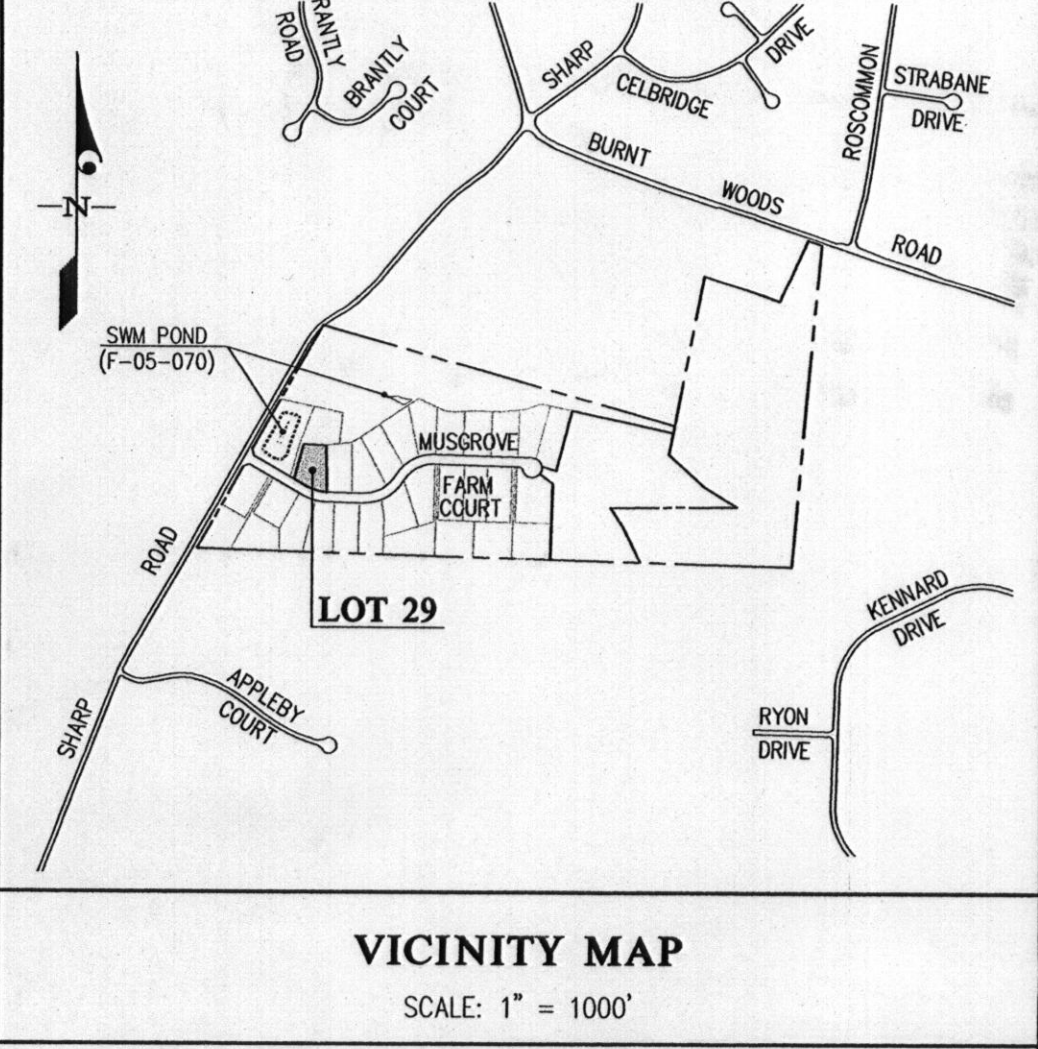 RANTLY
ROAD
BRANTLY
COURT
SHARP
CELBRIDGE
DRIVE
ROSCOMMON
STRABANE
DRIVE
BURNT
WOODS
ROAD
N
SWM POND
(F-05-070)
MUSGROVE
FARM
COURT
ROAD
LOT 29
KENNARD
DRIVE
SHARP
APPLEBY
COURT
RYON
DRIVE
VICINITY MAP
SCALE: 1" = 1000'